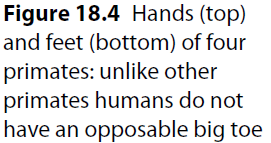 Figure 18.4 Hands (top)
and feet (bottom) of four
primates: unlike other
primates humans do not
have an opposable big toe